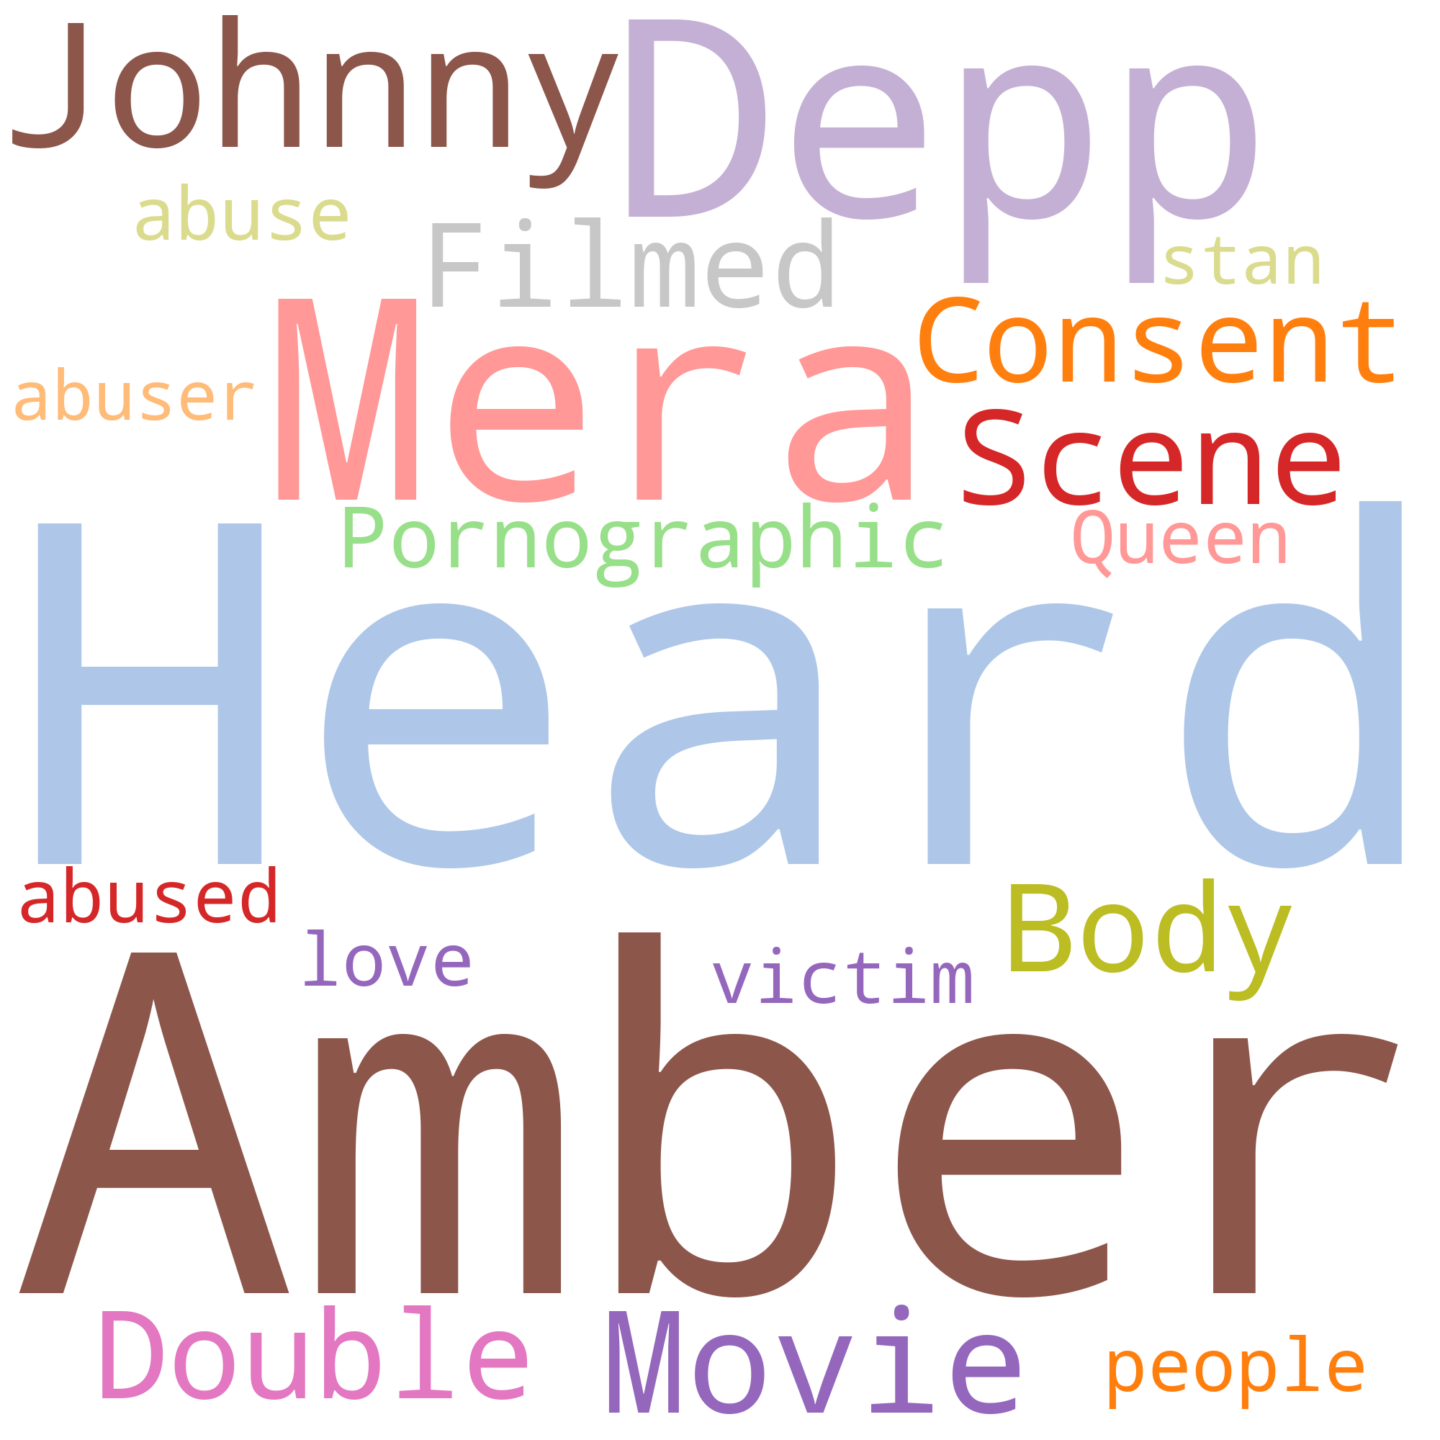 Johnny Depp
abuse Filmed stan
Mera Consent
abuser Scene
Pornographic Queen
Heard
abused Body
love victim
Amber
Double Movie people